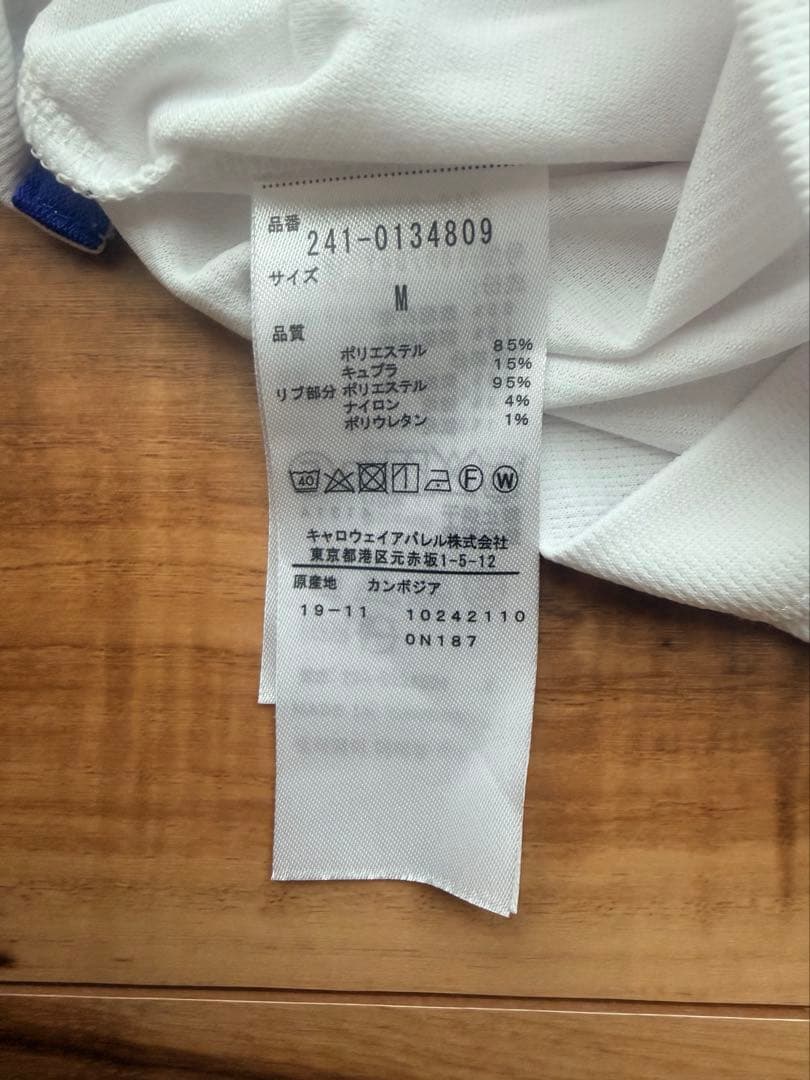 品番 241-0134809
サイズ
M
品質
ポリエステル 85%
キュプラ 15%
リブ部分 ポリエステル 95%
ナイロン 4%
ポリウレタン 1%
40 F W
キャロウェイアパレル株式会社
東京都港区元赤坂1-5-12
原産地 カンボジア
19-11 10242110
0N187